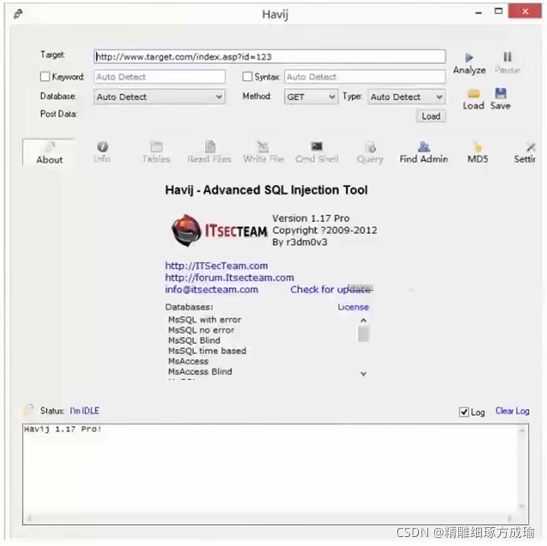 Havij
Target: http://www.target.com/index.asp?id=123
Analyze Pause
Keyword: Auto Detect Syntax: Auto Detect
Database: Auto Detect Method: GET Type: Auto Detect
Load Save
Post Data: Load
About Info Tables Read Files Write File Cmd Shell Query Find Admin MD5 Settin
Havij - Advanced SQL Injection Tool
ITSECTEAM
Version 1.17 Pro
Copyright ?2009-2012
By r3dm0v3
http://ITSecTeam.com
http://forum.Itsecteam.com
info@itsecteam.com Check for update
Databases: License
MsSQL with error
MsSQL no error
MsSQL Blind
MsSQL time based
MsAccess
MsAccess Blind
Status: I'm IDLE Log Clear Log
Havij 1.17 Pro!
CSDN @精雕细琢方成瑜